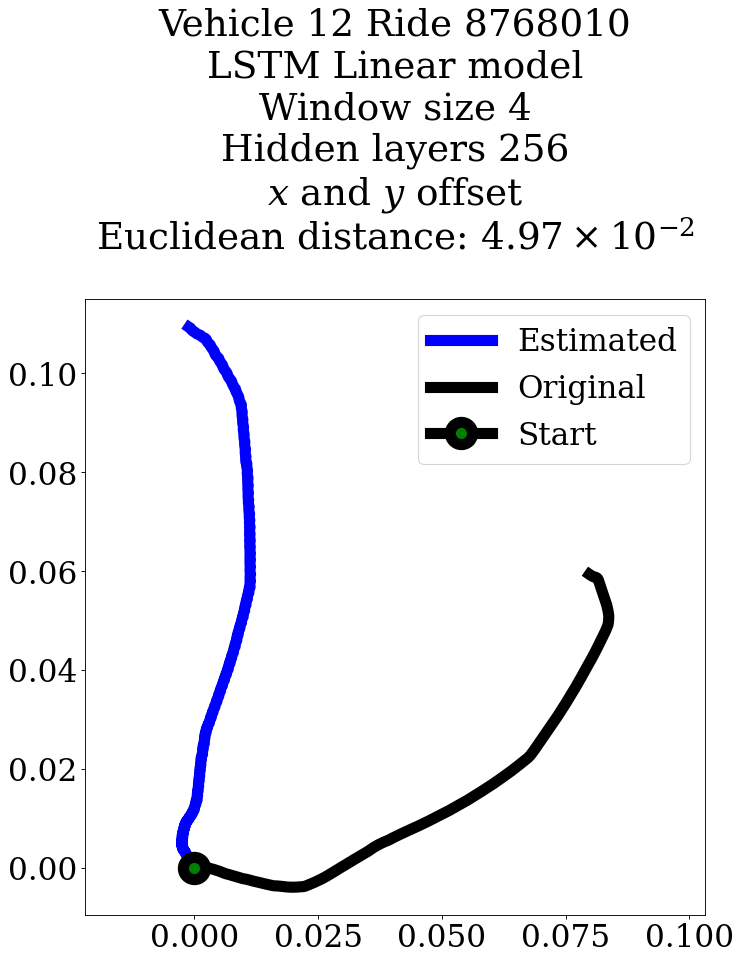 Vehicle 12 Ride 8768010
LSTM Linear model
Window size 4
Hidden layers 256
x and y offset
Euclidean distance: 4.97 × 10⁻²
Estimated
Original
Start
0.10
0.08
0.06
0.04
0.02
0.00
0.000 0.025 0.050 0.075 0.100